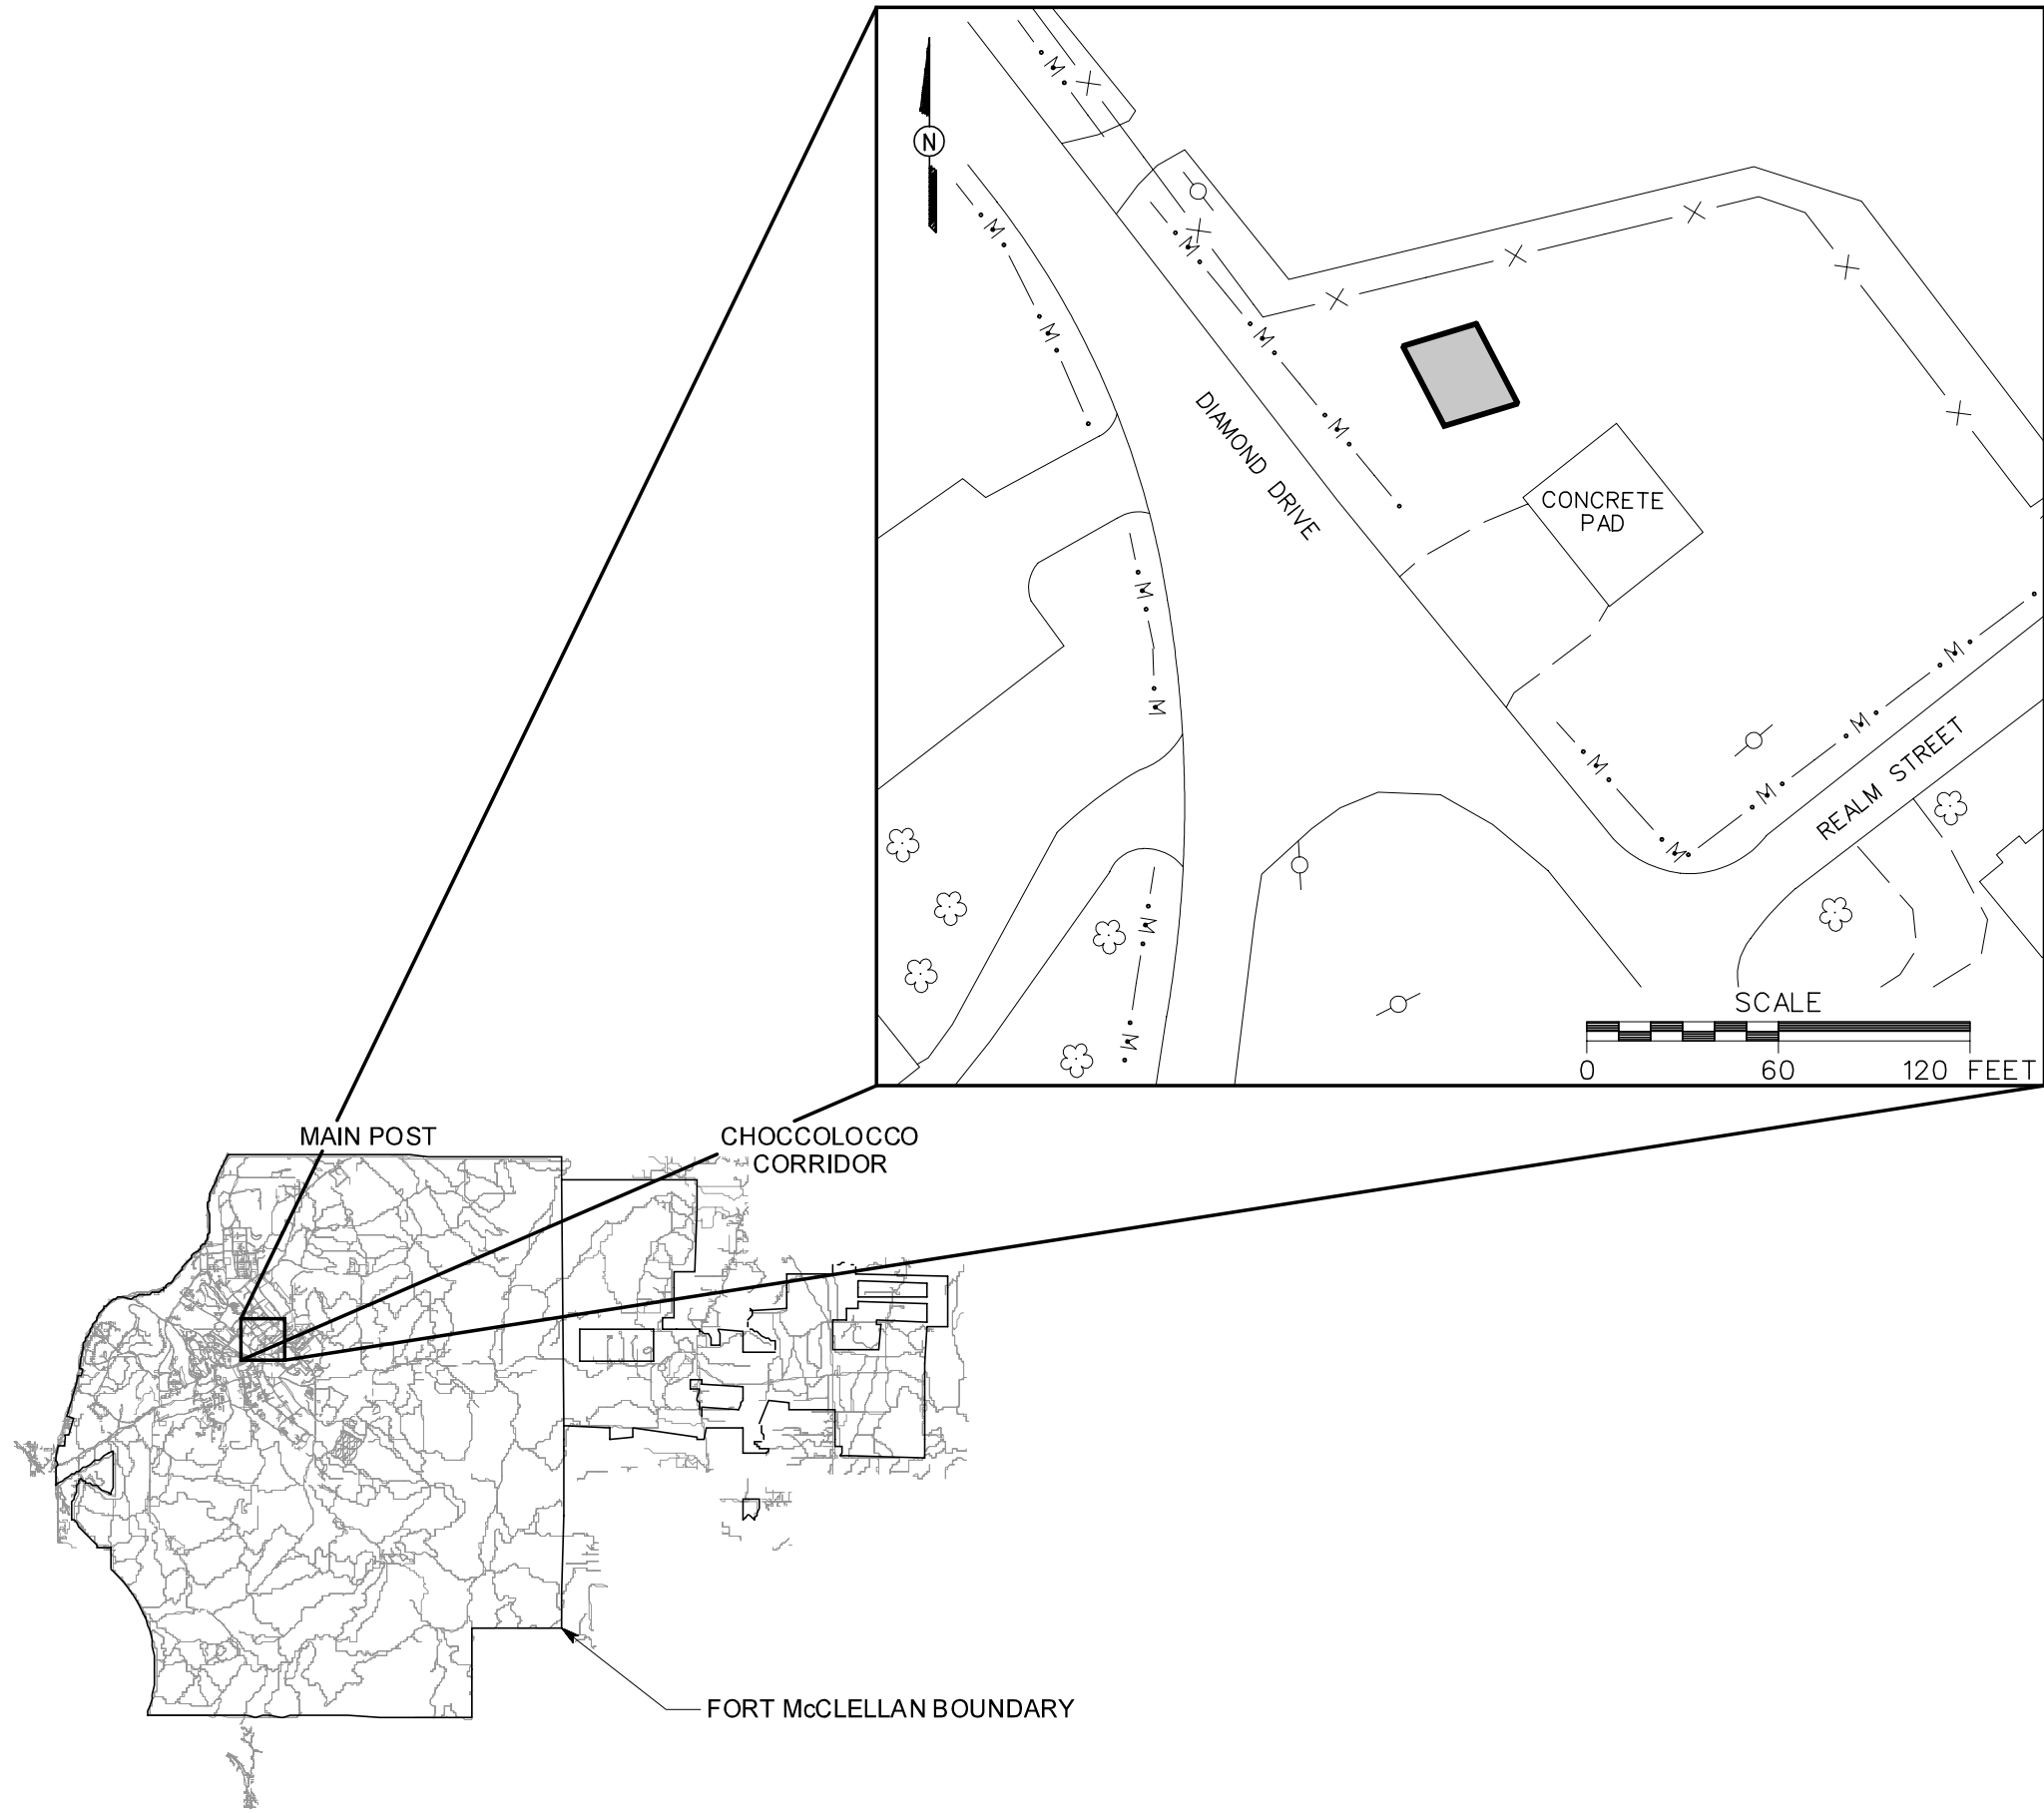 N
M
M
M
M
M
M
DIAMOND DRIVE
CONCRETE
PAD
M
M
M
M
M
M
M
REALM STREET
M
M
SCALE
0 60 120 FEET
MAIN POST
CHOCCOLOCCO
CORRIDOR
FORT McCLELLAN BOUNDARY